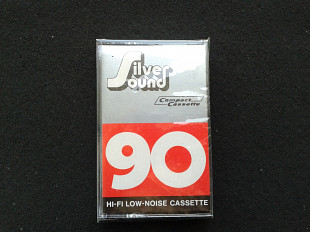 Silver
Sound
Compact
Cassette
90
HI-FI LOW-NOISE CASSETTE